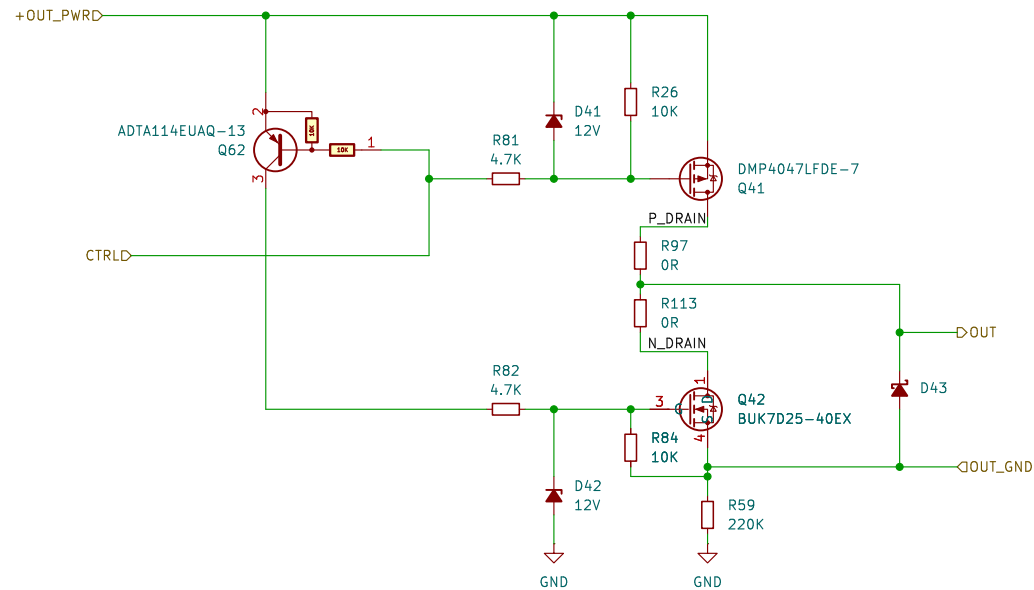 +OUT_PWR
2
ADTA114EUAQ-13
Q62
10K
10K
1
3
R81
4.7K
D41
12V
R26
10K
DMP4047LFDE-7
Q41
P_DRAIN
CTRL
R97
0R
R113
0R
N_DRAIN
OUT
R82
4.7K
3
1
G
D
S
4
Q42
BUK7D25-40EX
D43
R84
10K
OUT_GND
D42
12V
R59
220K
GND
GND